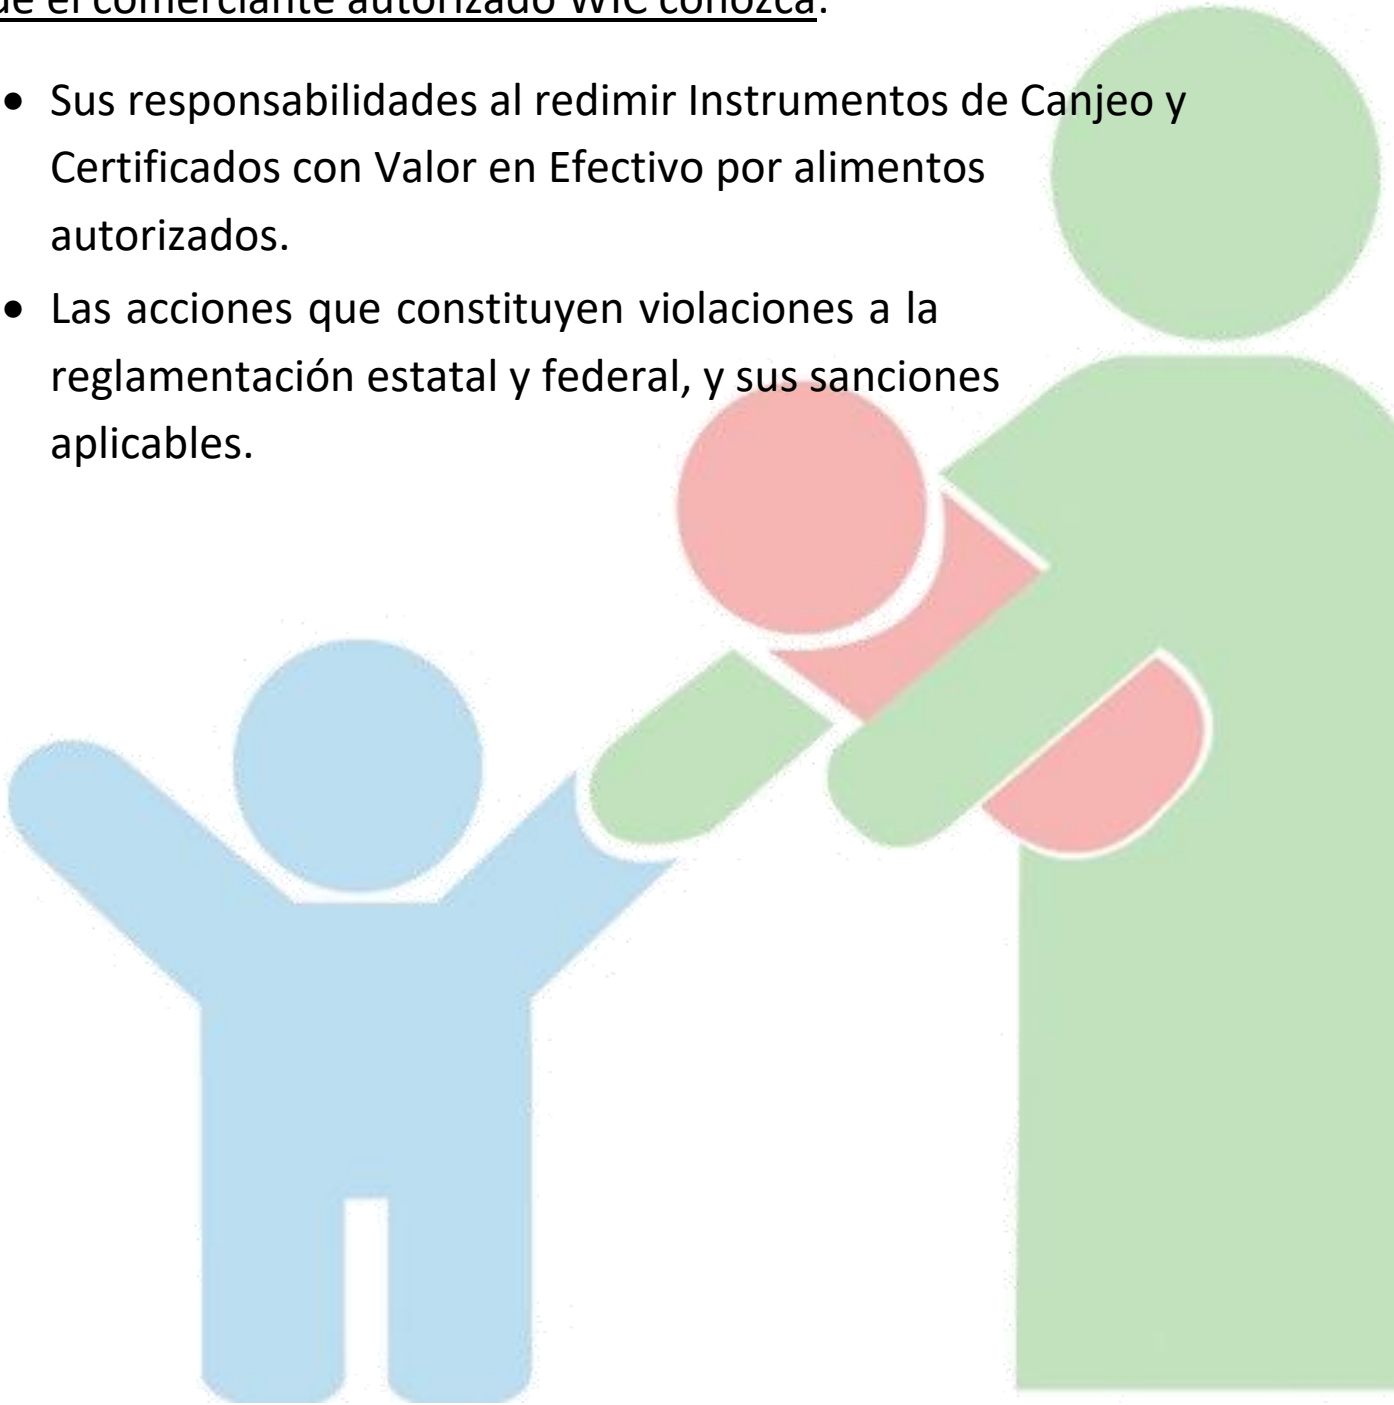 de el comerciante autorizado WIC conozca:
• Sus responsabilidades al redimir Instrumentos de Canjeo y
Certificados con Valor en Efectivo por alimentos
autorizados.
• Las acciones que constituyen violaciones a la
reglamentación estatal y federal, y sus sanciones
aplicables.